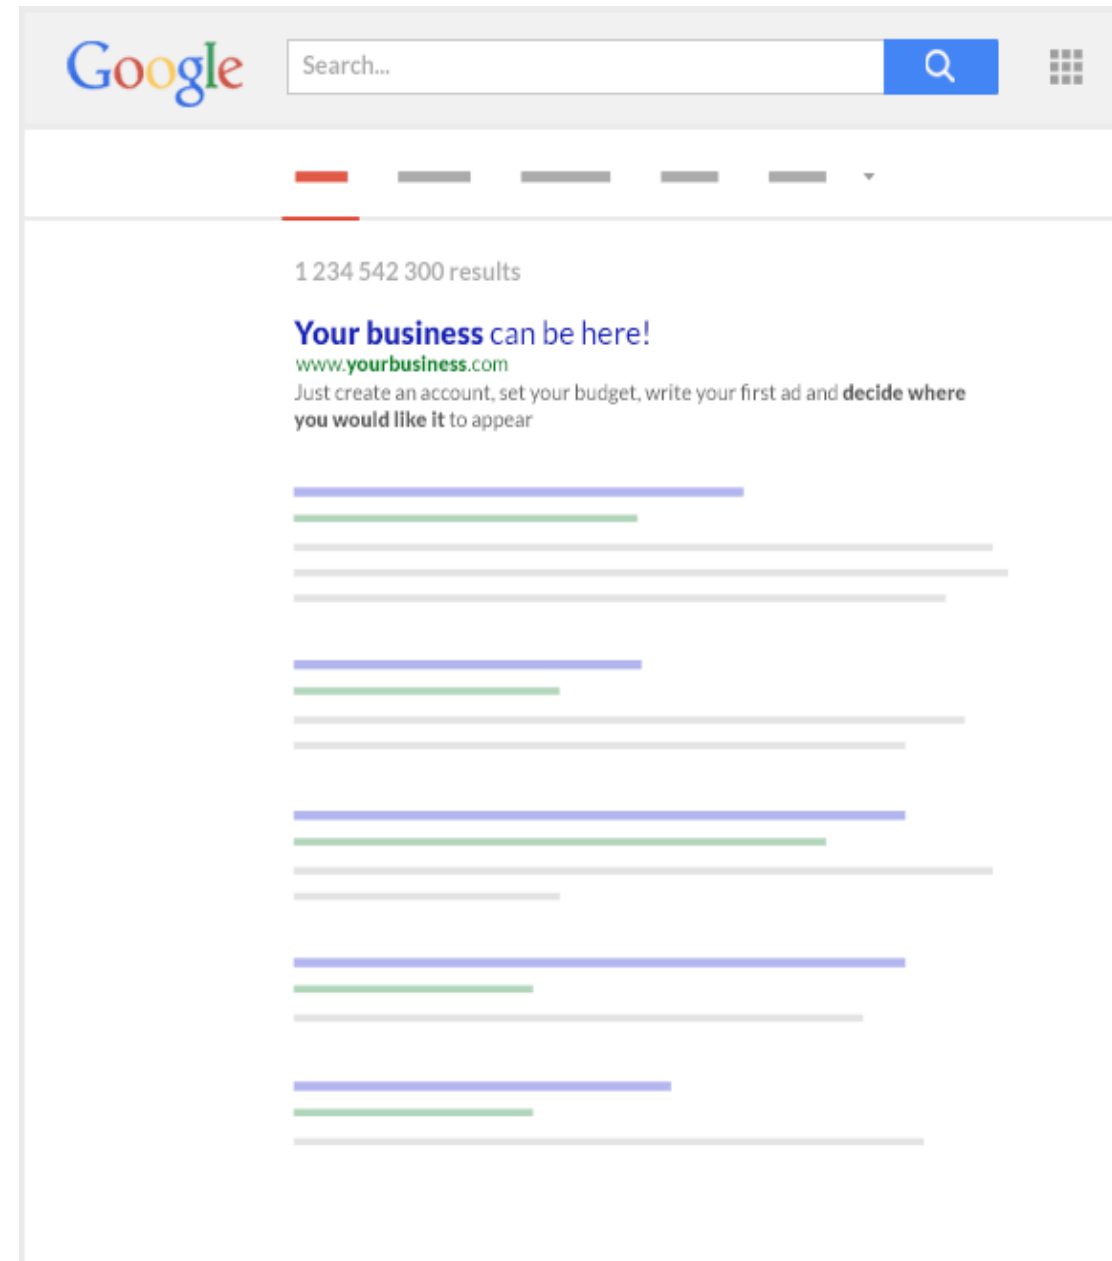 Google
Search...
1 234 542 300 results
Your business can be here!
www.yourbusiness.com
Just create an account, set your budget, write your first ad and decide where
you would like it to appear